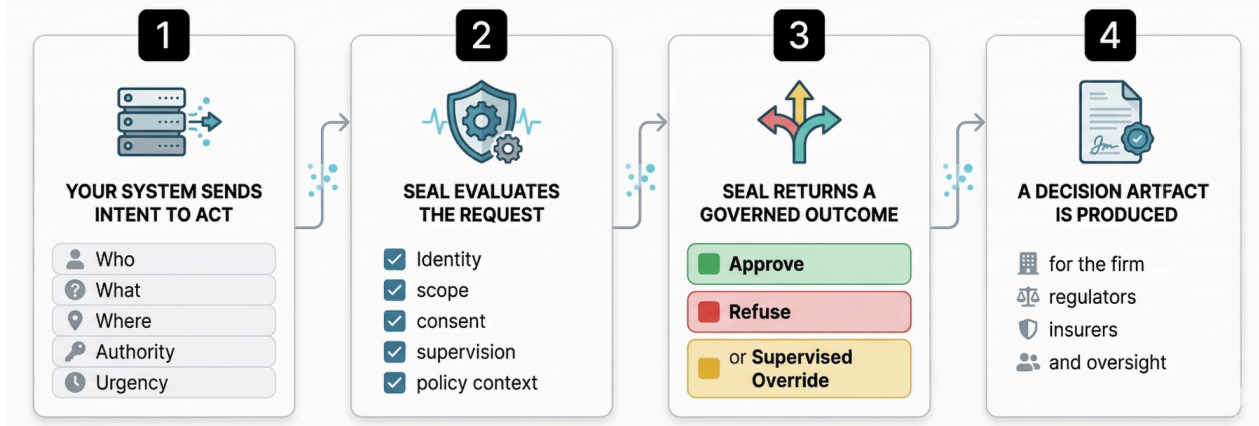 1
YOUR SYSTEM SENDS
INTENT TO ACT
Who
What
Where
Authority
Urgency
2
SEAL EVALUATES
THE REQUEST
Identity
scope
consent
supervision
policy context
3
SEAL RETURNS A
GOVERNED OUTCOME
Approve
Refuse
or Supervised
Override
4
A DECISION ARTFACT
IS PRODUCED
for the firm
regulators
insurers
and oversight